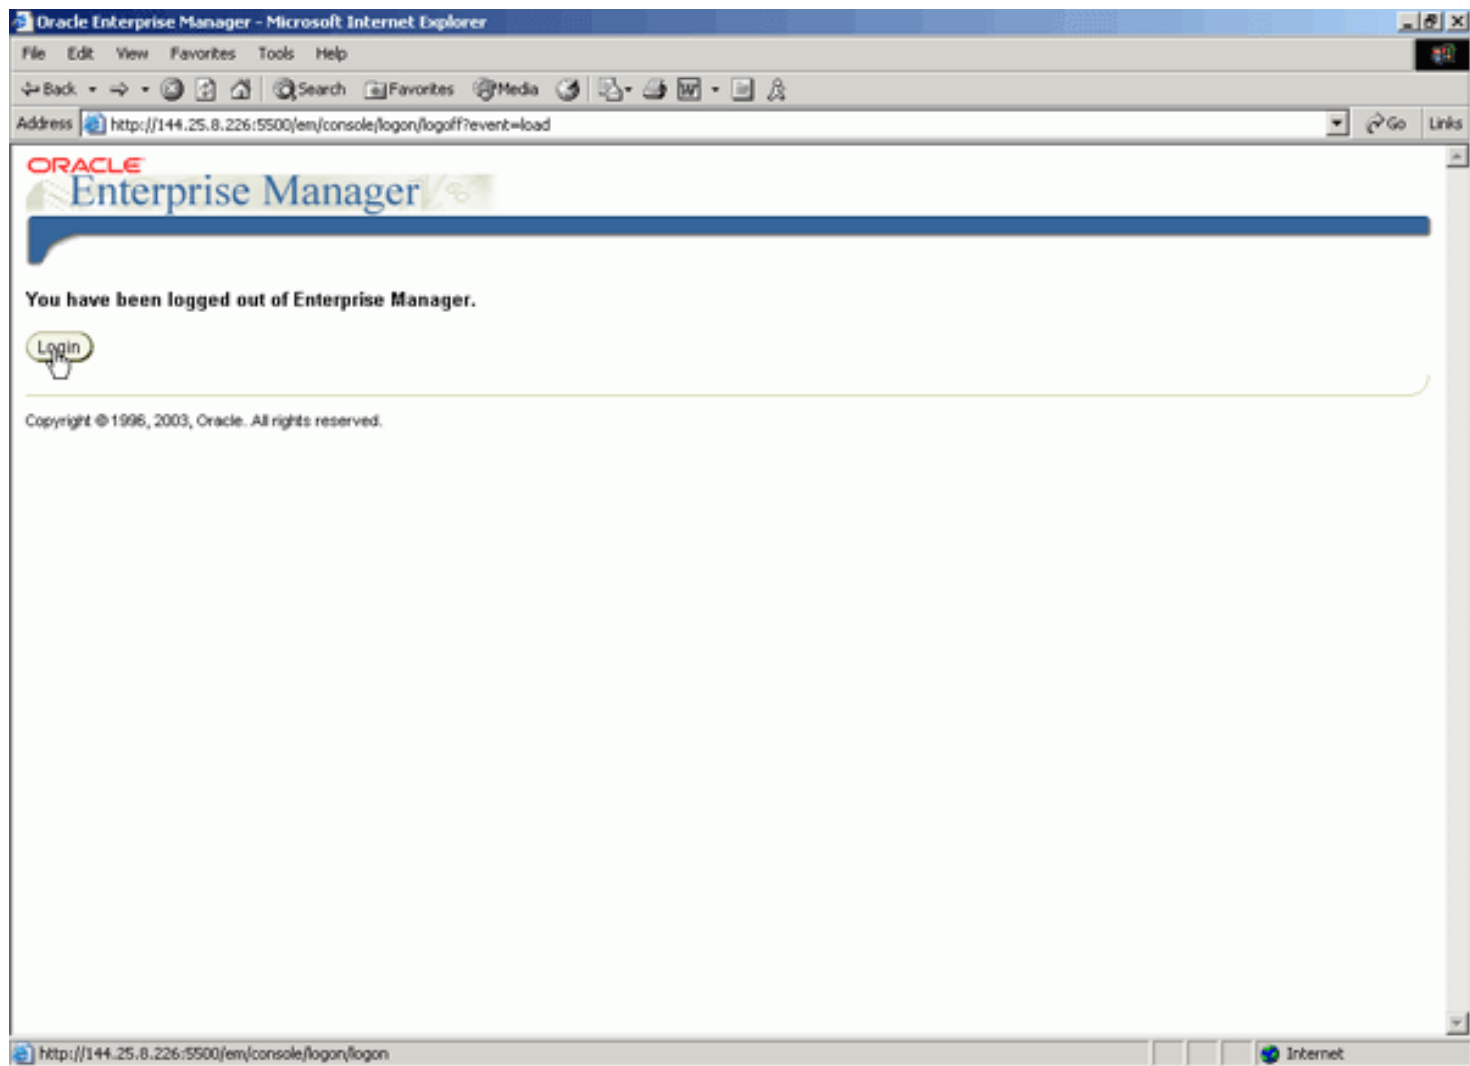 Oracle Enterprise Manager - Microsoft Internet Explorer
File Edit View Favorites Tools Help
Back Search Favorites Media
Address http://144.25.8.226:5500/em/console/logon/logoff?event=load Go Links
ORACLE
Enterprise Manager
You have been logged out of Enterprise Manager.
Login
Copyright © 1996, 2003, Oracle. All rights reserved.
http://144.25.8.226:5500/em/console/logon/logon Internet